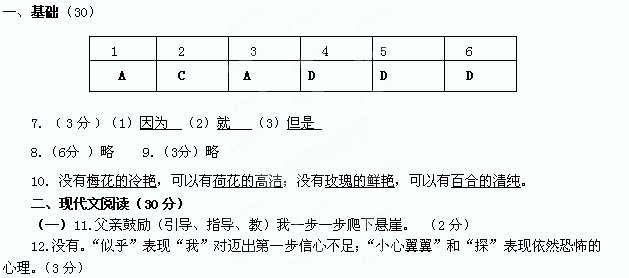 一、基础（30）
1 2 3 4 5 6
A C A D D D
7.（3分）（1）因为 （2）就 （3）但是
8.（6分 ）略 9.（3分）略
10. 没有梅花的冷艳，可以有荷花的高洁；没有玫瑰的鲜艳，可以有百合的清纯。
二、现代文阅读（30分）
（一）11.父亲鼓励（引导、指导、教）我一步一步爬下悬崖。 （2分）
12.没有。“似乎”表现“我”对迈出第一步信心不足；“小心翼翼”和“探”表现依然恐怖的
心理。（3分）